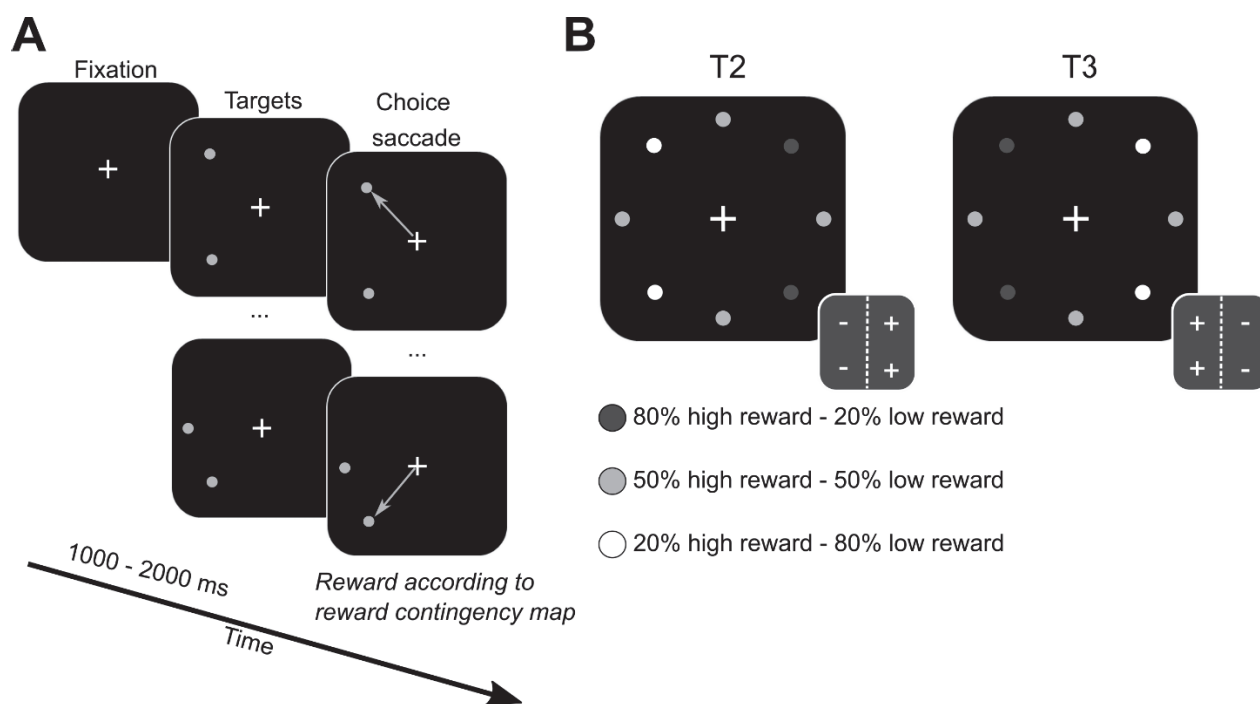 A
Fixation
Targets
Choice
saccade
...
...
1000 - 2000 ms
Time
Reward according to
reward contingency map
B
T2
T3
- +
- +
+ -
+ -
80% high reward - 20% low reward
50% high reward - 50% low reward
20% high reward - 80% low reward